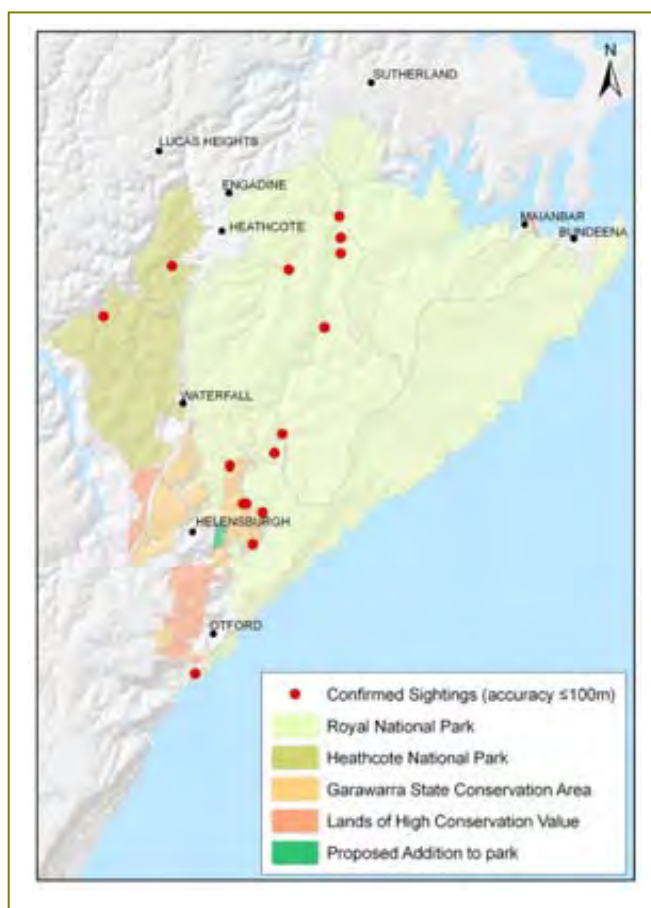 N
SUTHERLAND
LUCAS HEIGHTS
ENGADINE
HEATHCOTE
MAIANBAR
BUNDEENA
WATERFALL
HELENSBURGH
OTFORD
Confirmed Sightings (accuracy ≤100m)
Royal National Park
Heathcote National Park
Garawarra State Conservation Area
Lands of High Conservation Value
Proposed Addition to park